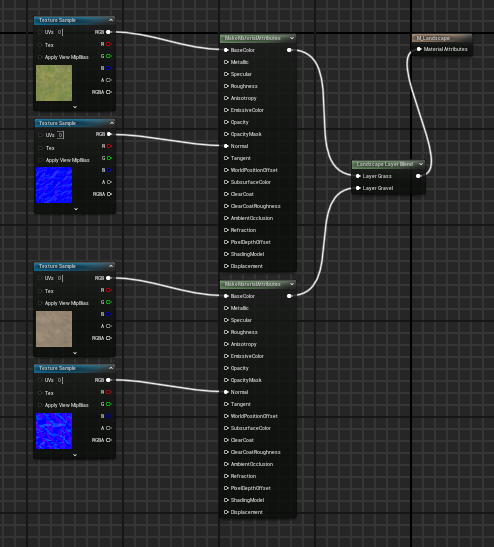 Texture Sample
UVs 0 RGB
Tex R
Apply View MipBias G
B
A
RGBA
Texture Sample
UVs 0 RGB
Tex R
Apply View MipBias G
B
A
RGBA
MakeMaterialAttributes
BaseColor
Metallic
Specular
Roughness
Anisotropy
EmissiveColor
Opacity
OpacityMask
Normal
Tangent
WorldPositionOffset
SubsurfaceColor
ClearCoat
ClearCoatRoughness
AmbientOcclusion
Refraction
PixelDepthOffset
ShadingModel
Displacement
M_Landscape
Material Attributes
Landscape Layer Blend
Layer Grass
Layer Gravel
Texture Sample
UVs 0 RGB
Tex R
Apply View MipBias G
B
A
RGBA
Texture Sample
UVs 0 RGB
Tex R
Apply View MipBias G
B
A
RGBA
MakeMaterialAttributes
BaseColor
Metallic
Specular
Roughness
Anisotropy
EmissiveColor
Opacity
OpacityMask
Normal
Tangent
WorldPositionOffset
SubsurfaceColor
ClearCoat
ClearCoatRoughness
AmbientOcclusion
Refraction
PixelDepthOffset
ShadingModel
Displacement